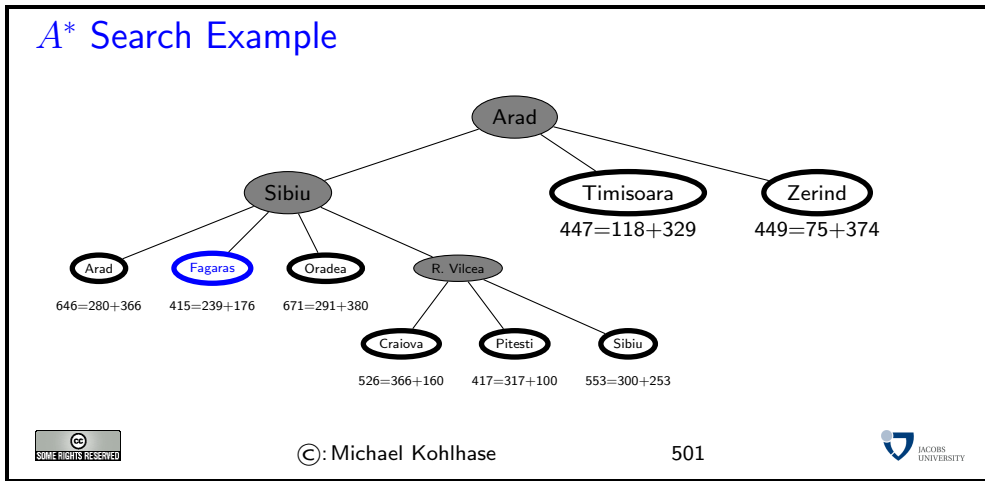 A* Search Example
Arad
Sibiu
Timisoara
Zerind
447=118+329
449=75+374
Arad
Fagaras
Oradea
R. Vilcea
646=280+366
415=239+176
671=291+380
Craiova
Pitesti
Sibiu
526=366+160
417=317+100
553=300+253
cc
SOME RIGHTS RESERVED
©: Michael Kohlhase
501
JACOBS
UNIVERSITY